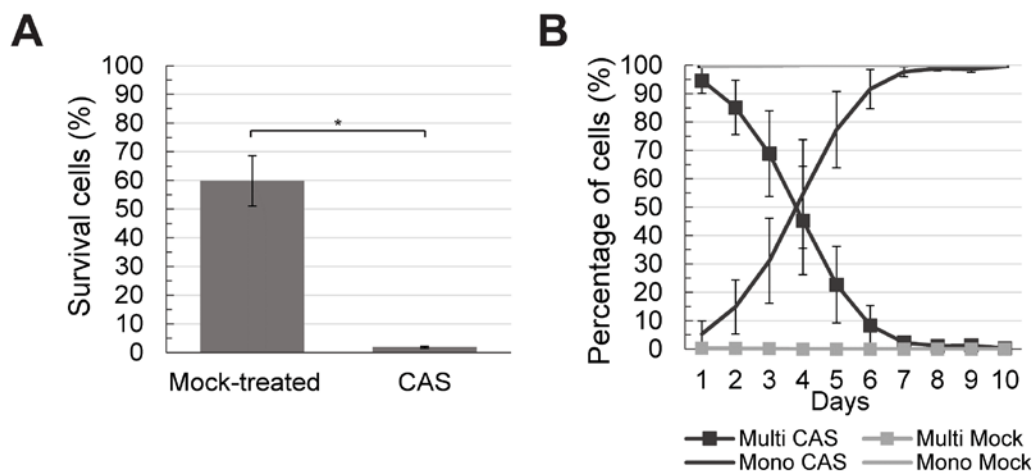 A
Survival cells (%)
100
90
80
70
60
50
40
30
20
10
0
*
Mock-treated CAS
B
Percentage of cells (%)
100
90
80
70
60
50
40
30
20
10
0
1 2 3 4 5 6 7 8 9 10
Days
Multi CAS Multi Mock
Mono CAS Mono Mock